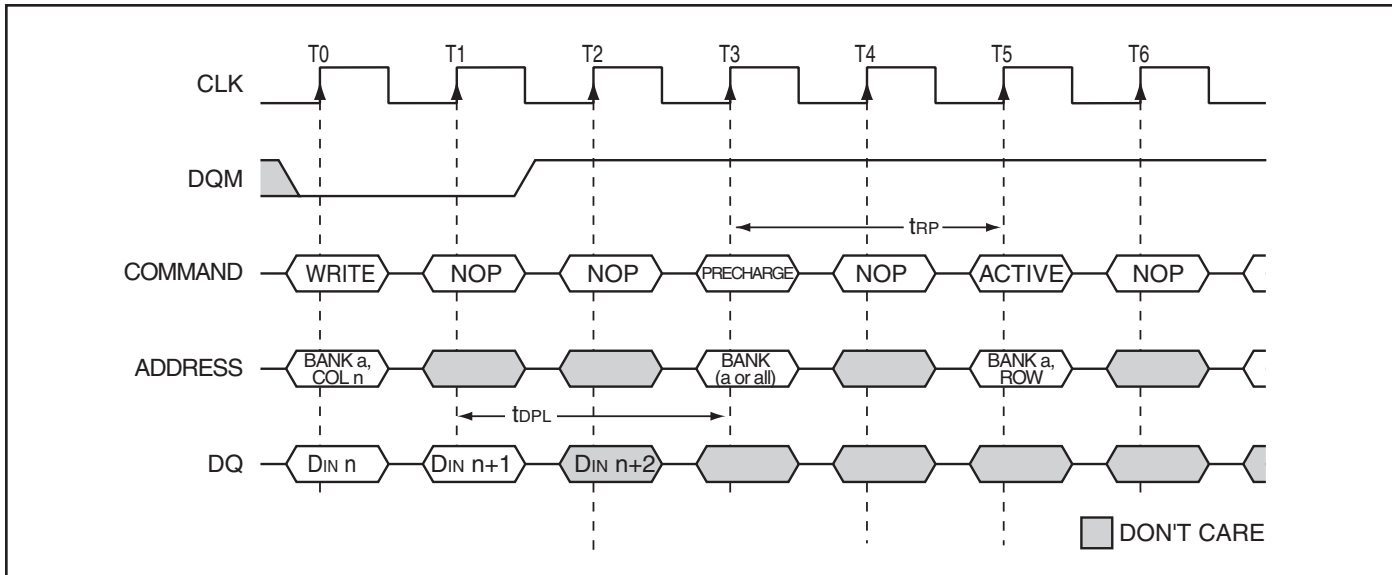 T0 T1 T2 T3 T4 T5 T6
CLK
DQM
tRP
COMMAND WRITE NOP NOP PRECHARGE NOP ACTIVE NOP
ADDRESS BANK a, COL n BANK (a or all) BANK a, ROW
tDPL
DQ DIN n DIN n+1 DIN n+2
DON'T CARE